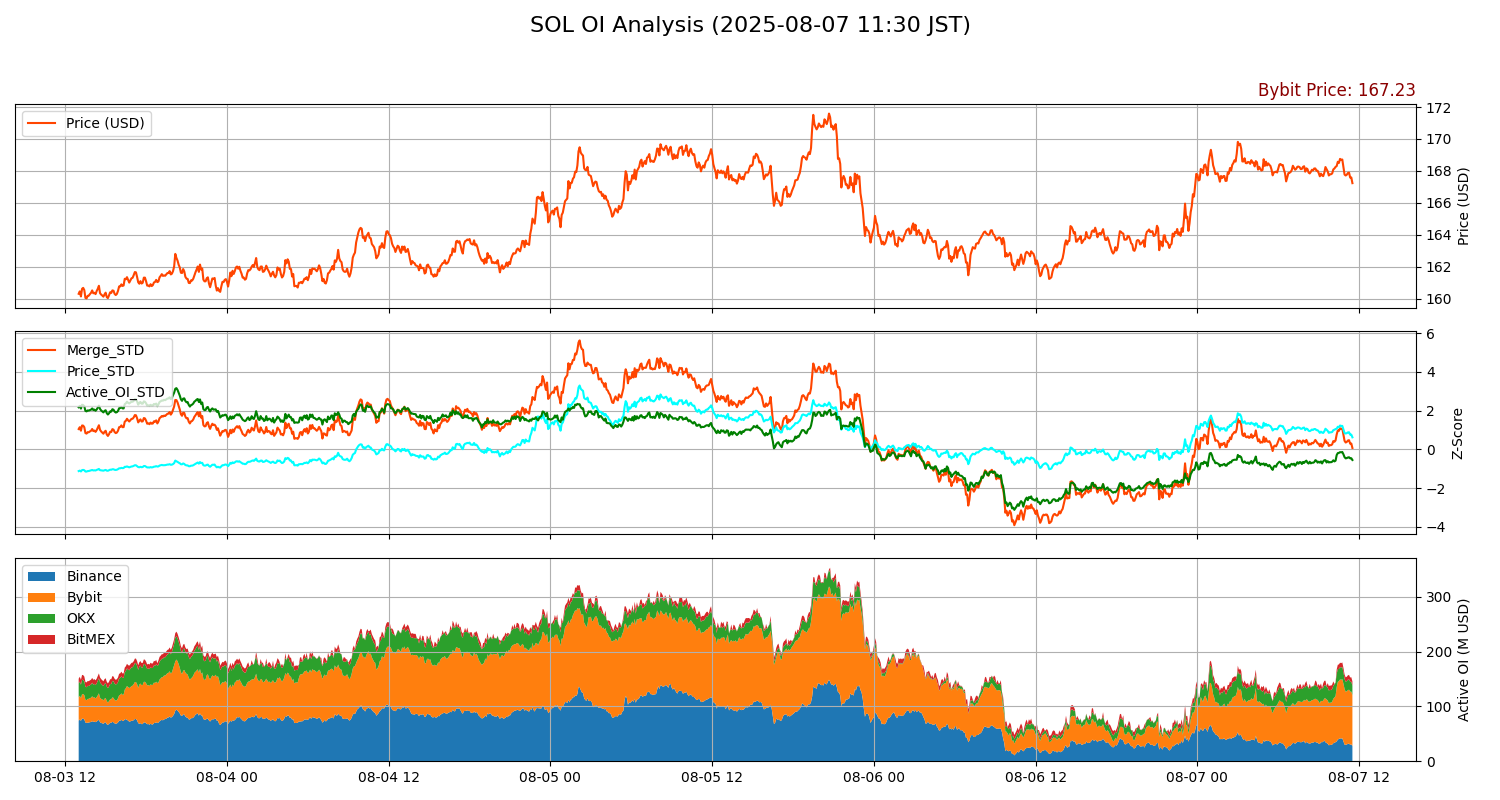 SOL OI Analysis (2025-08-07 11:30 JST)
Bybit Price: 167.23
Price (USD)
172
170
168
166
164
162
160
Price (USD)
Merge_STD
Price_STD
Active_OI_STD
6
4
2
0
−2
−4
Z-Score
Binance
Bybit
OKX
BitMEX
300
200
100
0
Active OI (M USD)
08-03 12
08-04 00
08-04 12
08-05 00
08-05 12
08-06 00
08-06 12
08-07 00
08-07 12